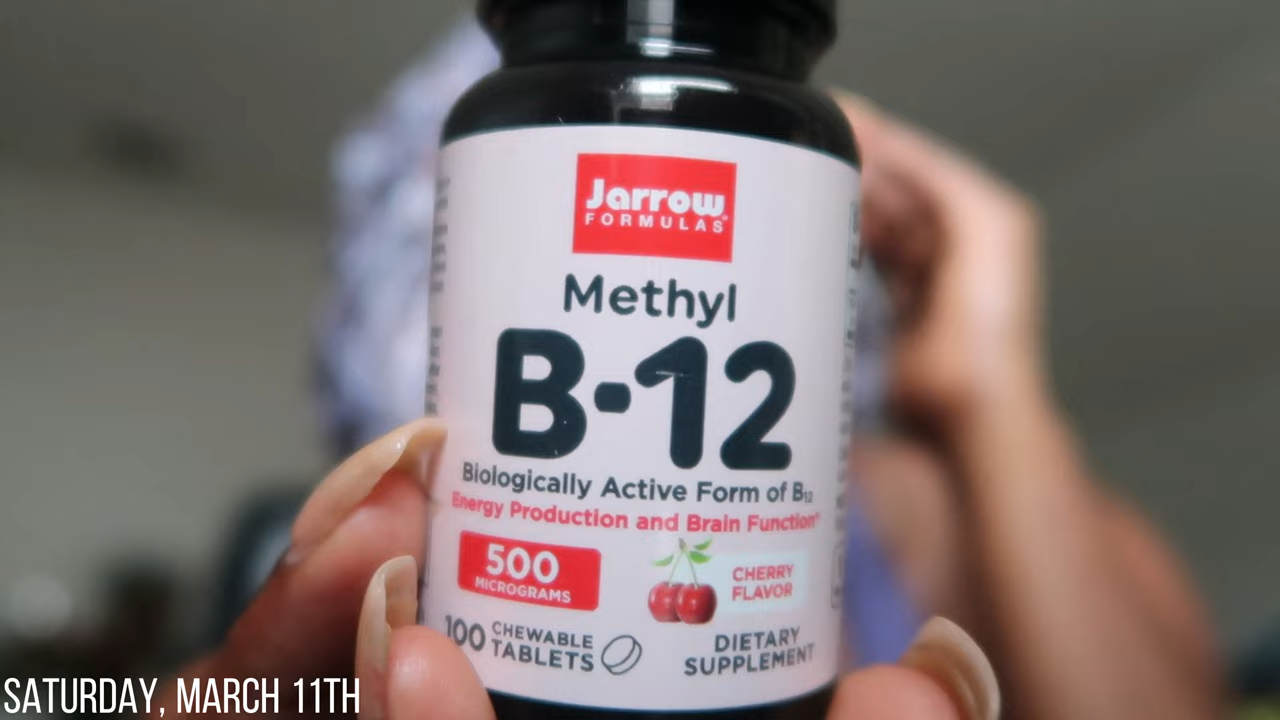 Jarrow
FORMULAS®
Methyl
B-12
Biologically Active Form of B12
Energy Production and Brain Function*
500
MICROGRAMS
CHERRY
FLAVOR
100 CHEWABLE
TABLETS
DIETARY
SUPPLEMENT
SATURDAY, MARCH 11TH